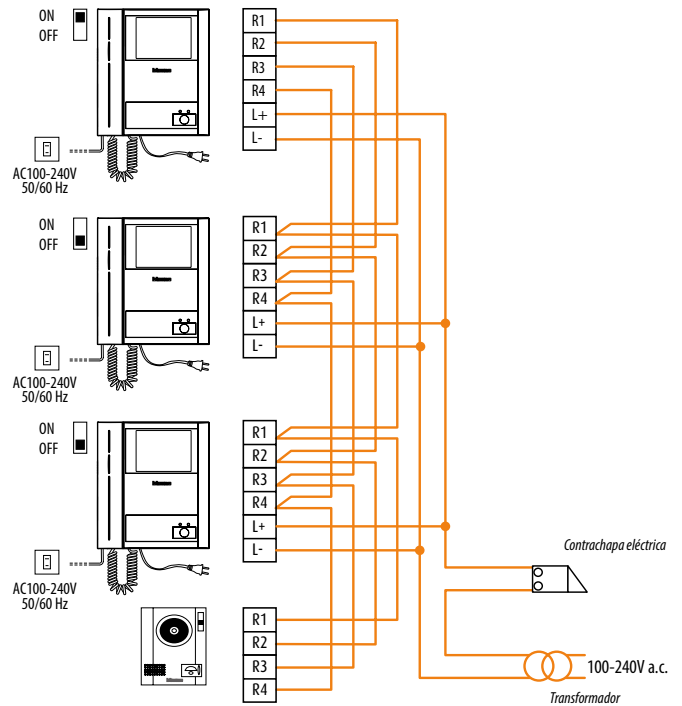 ON
OFF
AC100-240V
50/60 Hz
R1
R2
R3
R4
L+
L-
ON
OFF
AC100-240V
50/60 Hz
R1
R2
R3
R4
L+
L-
ON
OFF
AC100-240V
50/60 Hz
R1
R2
R3
R4
L+
L-
R1
R2
R3
R4
Contrachapa eléctrica
100-240V a.c.
Transformador